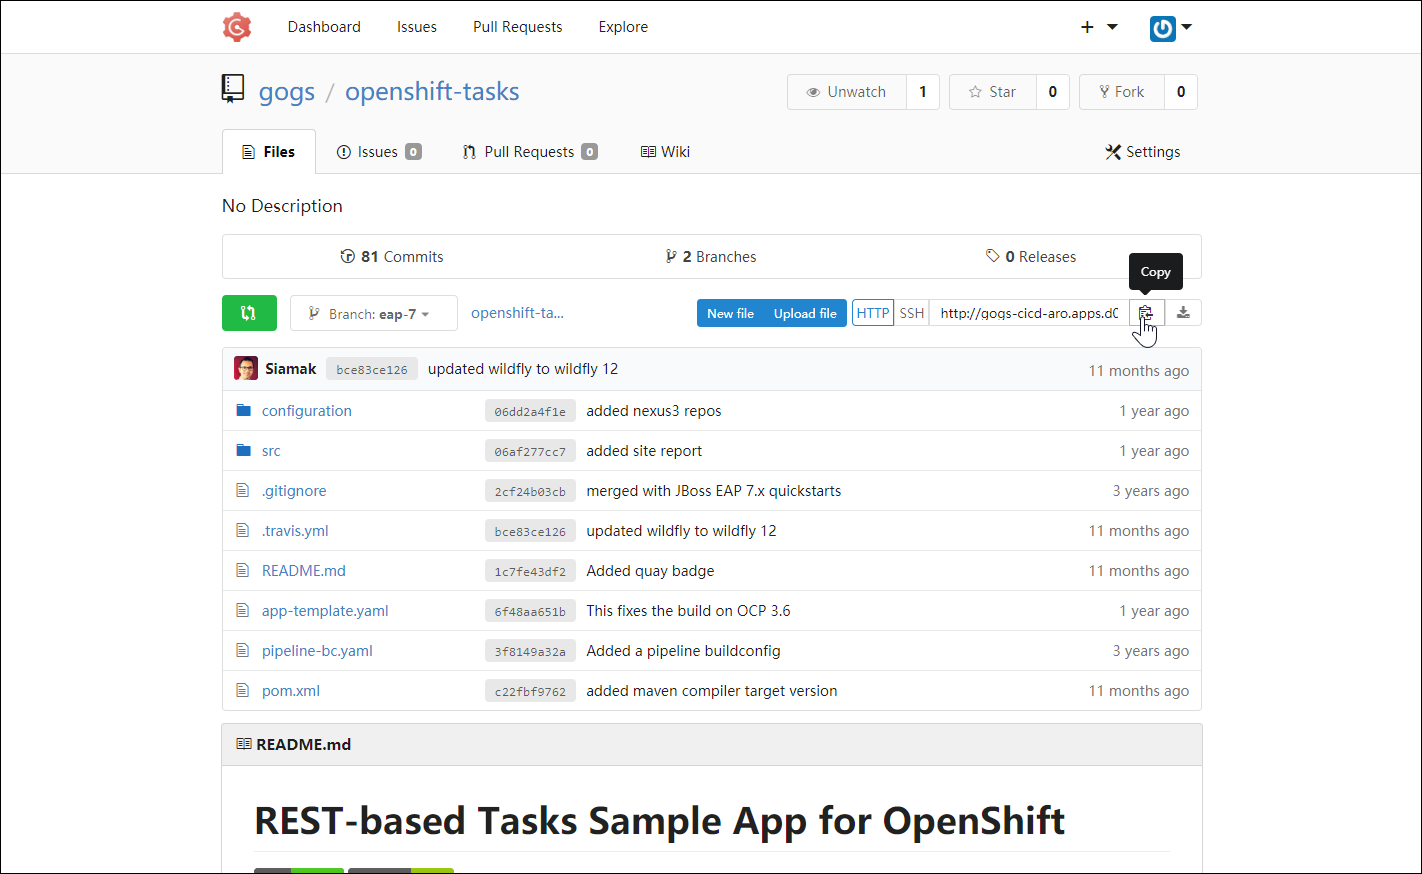 Dashboard Issues Pull Requests Explore
gogs / openshift-tasks Unwatch 1 Star 0 Fork 0
Files Issues 0 Pull Requests 0 Wiki Settings
No Description
81 Commits 2 Branches 0 Releases
Copy
Branch: eap-7 openshift-ta... New file Upload file HTTP SSH http://gogs-cicd-aro.apps.d0
Siamak bce83ce126 updated wildfly to wildfly 12 11 months ago
configuration 06dd2a4f1e added nexus3 repos 1 year ago
src 06af277cc7 added site report 1 year ago
.gitignore 2cf24b03cb merged with JBoss EAP 7.x quickstarts 3 years ago
.travis.yml bce83ce126 updated wildfly to wildfly 12 11 months ago
README.md 1c7fe43df2 Added quay badge 11 months ago
app-template.yaml 6f48aa651b This fixes the build on OCP 3.6 1 year ago
pipeline-bc.yaml 3f8149a32a Added a pipeline buildconfig 3 years ago
pom.xml c22fbf9762 added maven compiler target version 11 months ago
README.md
REST-based Tasks Sample App for OpenShift